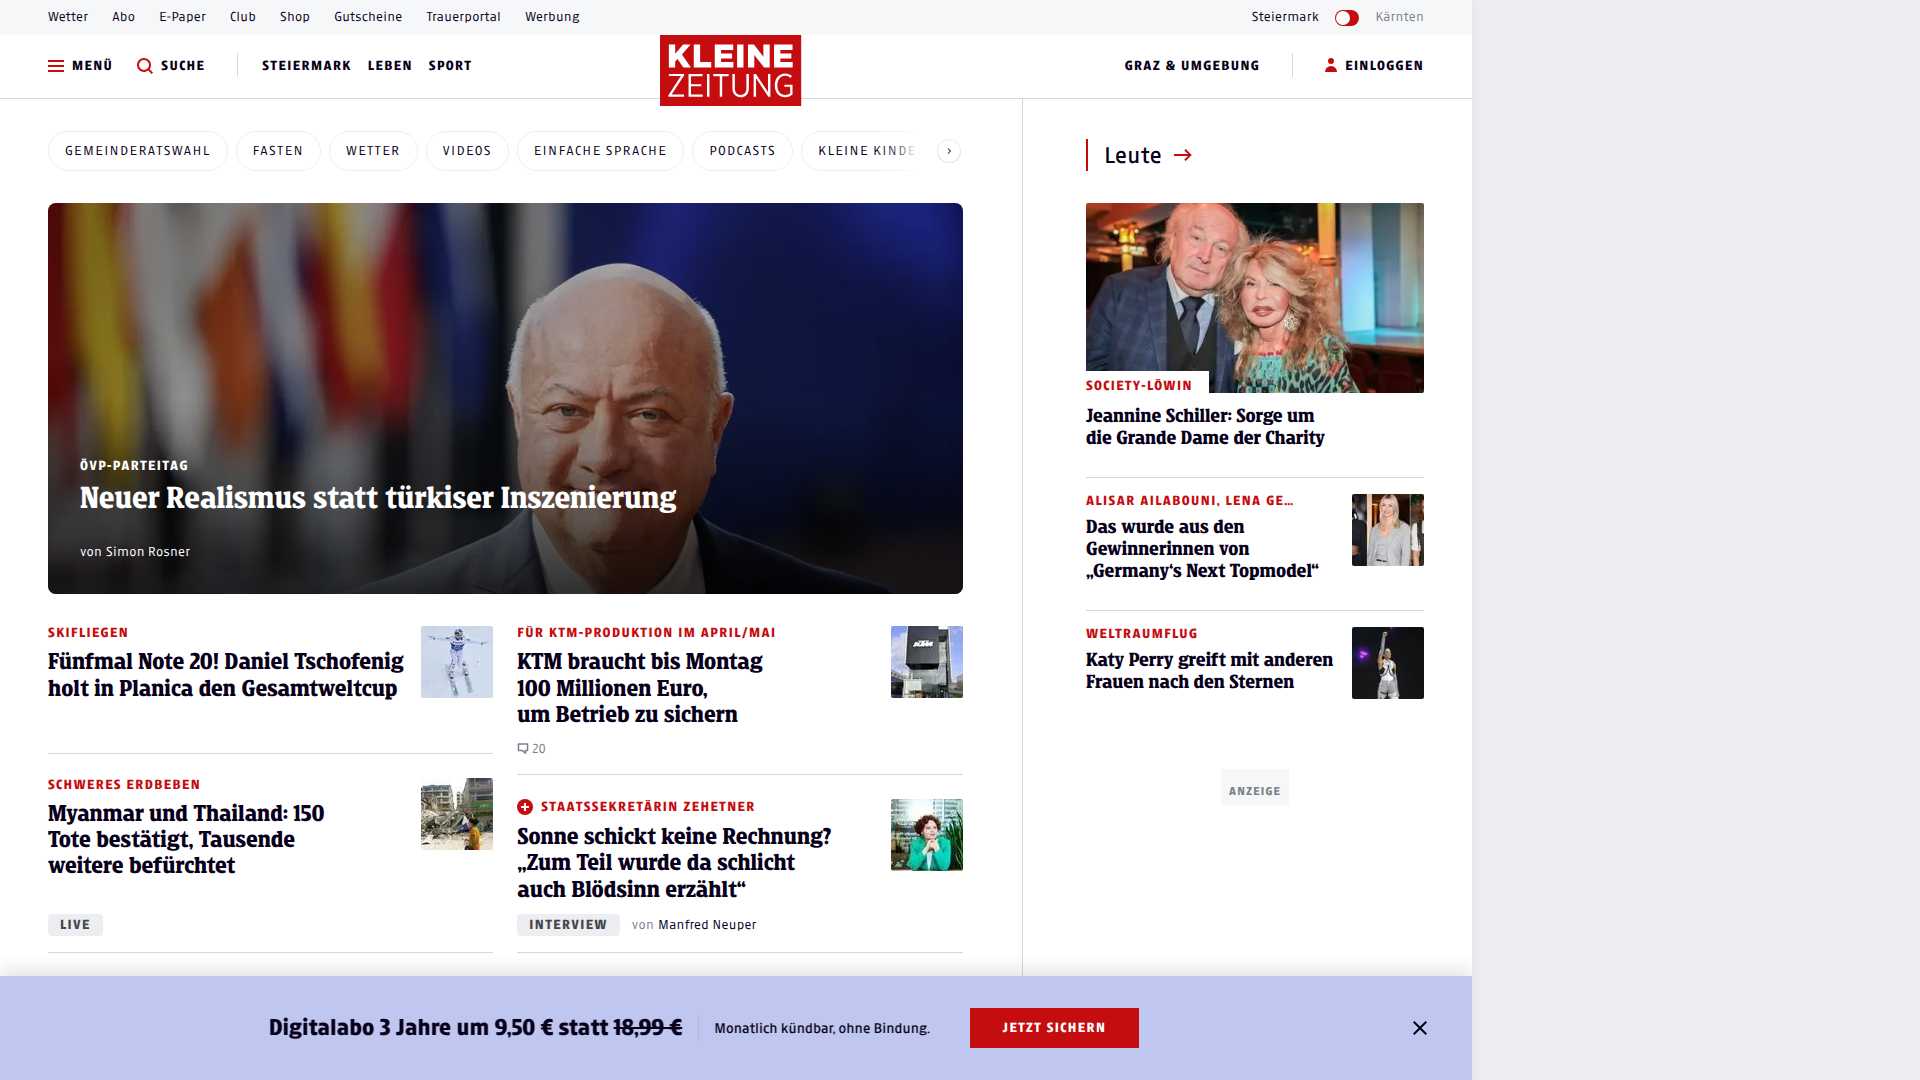 Wetter Abo E-Paper Club Shop Gutscheine Trauerportal Werbung Steiermark Kärnten
MENÜ SUCHE STEIERMARK LEBEN SPORT KLEINE ZEITUNG GRAZ & UMGEBUNG EINLOGGEN
GEMEINDERATSWAHL FASTEN WETTER VIDEOS EINFACHE SPRACHE PODCASTS KLEINE KINDE
ÖVP-PARTEITAG
Neuer Realismus statt türkiser Inszenierung
von Simon Rosner
SKIFLIEGEN
Fünfmal Note 20! Daniel Tschofenig
holt in Planica den Gesamtweltcup
FÜR KTM-PRODUKTION IM APRIL/MAI
KTM braucht bis Montag
100 Millionen Euro,
um Betrieb zu sichern
20
SCHWERES ERDBEBEN
Myanmar und Thailand: 150
Tote bestätigt, Tausende
weitere befürchtet
LIVE
STAATSSEKRETÄRIN ZEHETNER
Sonne schickt keine Rechnung?
„Zum Teil wurde da schlicht
auch Blödsinn erzählt“
INTERVIEW von Manfred Neuper
Leute
SOCIETY-LÖWIN
Jeannine Schiller: Sorge um
die Grande Dame der Charity
ALISAR AILABOUNI, LENA GE...
Das wurde aus den
Gewinnerinnen von
„Germany‘s Next Topmodel“
WELTRAUMFLUG
Katy Perry greift mit anderen
Frauen nach den Sternen
ANZEIGE
Digitalabo 3 Jahre um 9,50 € statt 18,99 € Monatlich kündbar, ohne Bindung. JETZT SICHERN